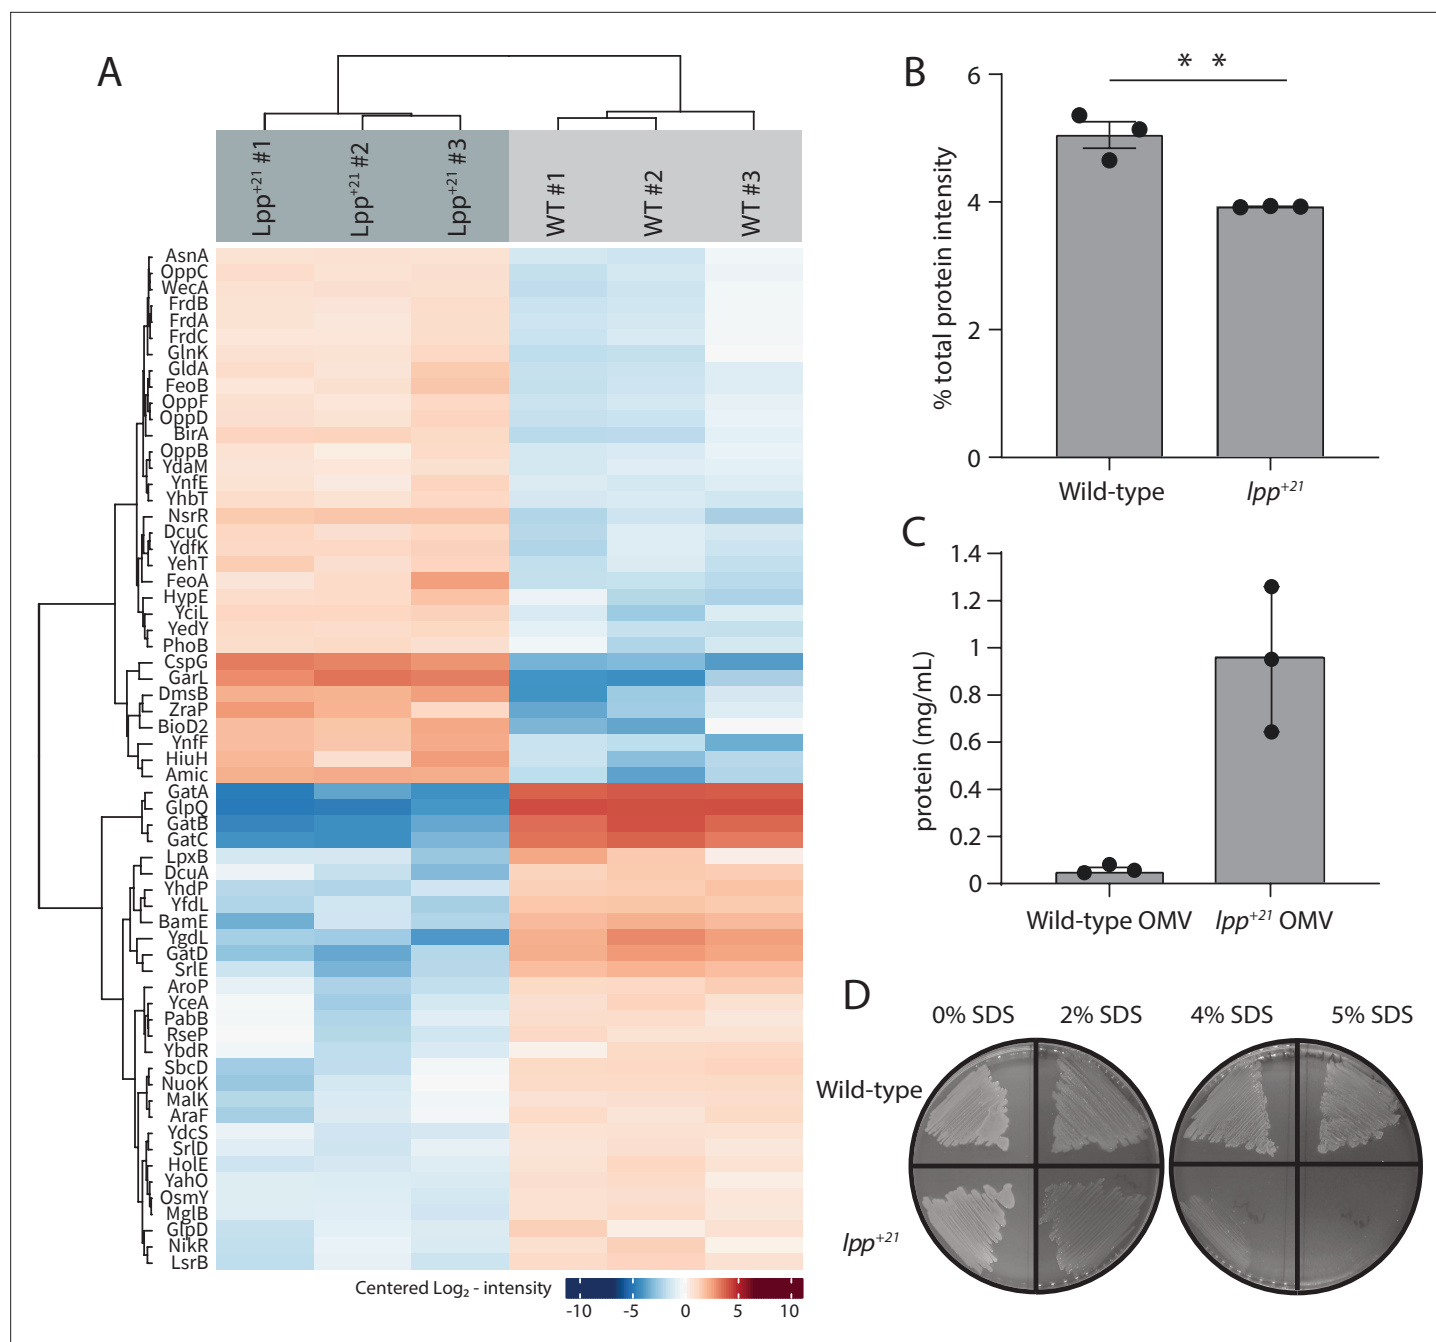 A
Lpp+21 #1
Lpp+21 #2
Lpp+21 #3
WT #1
WT #2
WT #3
AsnA
OppC
WecA
FrdB
FrdA
FrdC
GlnK
GldA
FeoB
OppF
OppD
BirA
OppB
YdaM
YnfE
YhbT
NsrR
DcuC
YdfK
YehT
FeoA
HypE
YciL
YedY
PhoB
CspG
GarL
DmsB
ZraP
BioD2
YnfF
HiuH
Amic
GatA
GlpQ
GatB
GatC
LpxB
DcuA
YhdP
YfdL
BamE
YgdL
GatD
SrlE
AroP
YceA
PabB
RseP
YbdR
SbcD
NuoK
MalK
AraF
YdcS
SrlD
HolE
YahO
OsmY
MglB
GlpD
NikR
LsrB
Centered Log₂ - intensity
-10 -5 0 5 10
B
* *
% total protein intensity
6
4
2
0
Wild-type lpp+21
C
protein (mg/mL)
1.4
1.2
1
0.8
0.6
0.4
0.2
0
Wild-type OMV lpp+21 OMV
D
0% SDS 2% SDS 4% SDS 5% SDS
Wild-type
lpp+21